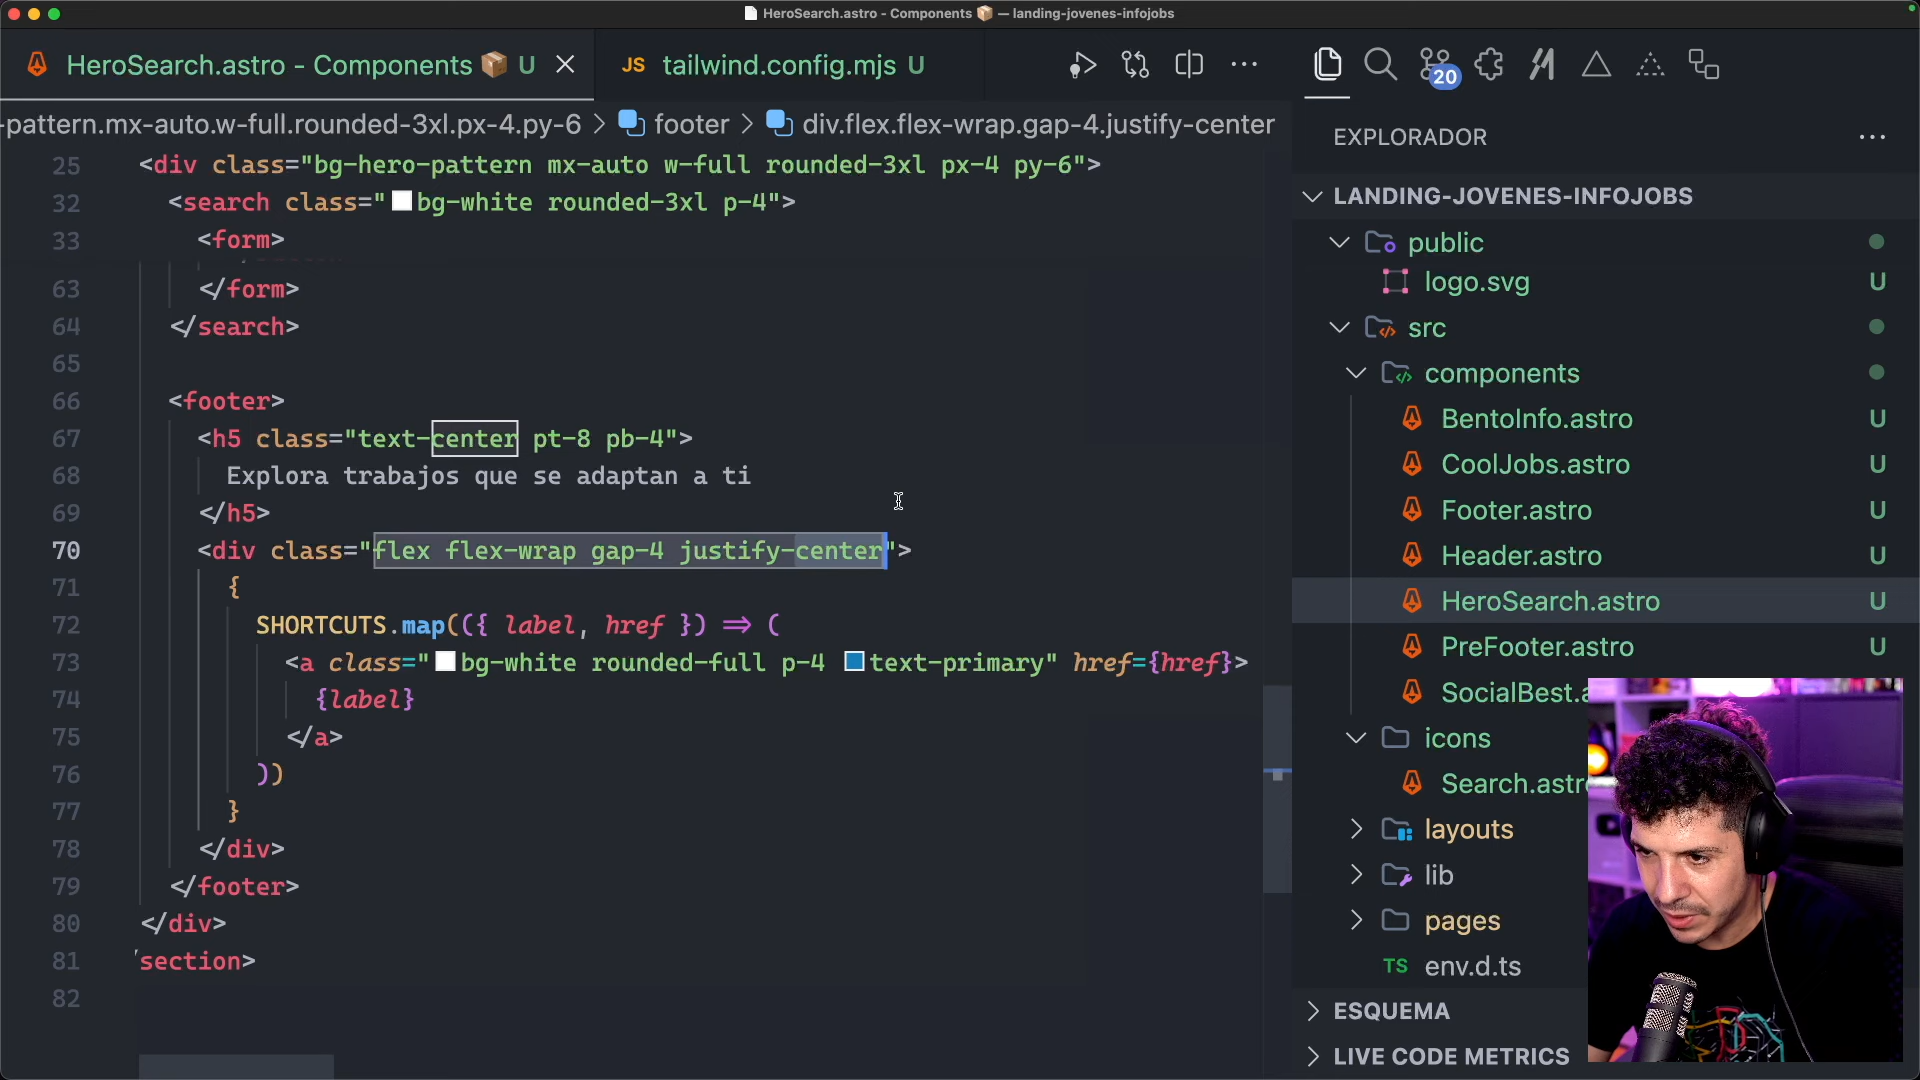 HeroSearch.astro - Components 📦 — landing-jovenes-infojobs
HeroSearch.astro - Components 📦 U
JS tailwind.config.mjs U
20
-pattern.mx-auto.w-full.rounded-3xl.px-4.py-6 > footer > div.flex.flex-wrap.gap-4.justify-center
25 <div class="bg-hero-pattern mx-auto w-full rounded-3xl px-4 py-6">
32 <search class="bg-white rounded-3xl p-4">
33 <form>
63 </form>
64 </search>
65
66 <footer>
67 <h5 class="text-center pt-8 pb-4">
68 Explora trabajos que se adaptan a ti
69 </h5>
70 <div class="flex flex-wrap gap-4 justify-center">
71 {
72 SHORTCUTS.map(({ label, href }) => (
73 <a class="bg-white rounded-full p-4 text-primary" href={href}>
74 {label}
75 </a>
76 ))
77 }
78 </div>
79 </footer>
80 </div>
81 section>
82
EXPLORADOR
LANDING-JOVENES-INFOJOBS
public
logo.svg U
src
components
BentoInfo.astro U
CoolJobs.astro U
Footer.astro U
Header.astro U
HeroSearch.astro U
PreFooter.astro U
SocialBest.a
icons
Search.astr
layouts
lib
pages
TS env.d.ts
ESQUEMA
LIVE CODE METRICS